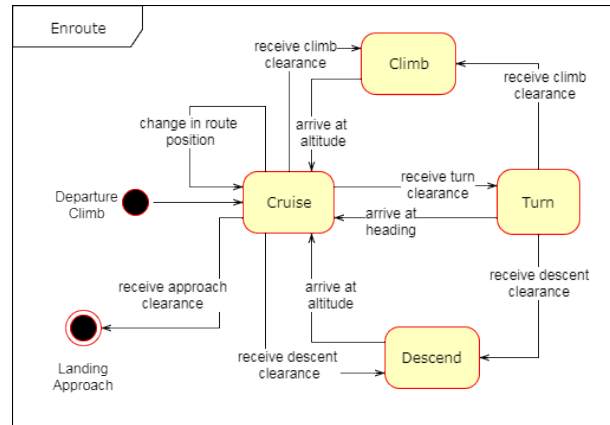 Enroute
receive climb
clearance
Climb
receive climb
clearance
change in route
position
arrive at
altitude
Departure
Climb
Cruise
receive turn
clearance
Turn
arrive at
heading
receive approach
clearance
arrive at
altitude
receive descent
clearance
Landing
Approach
receive descent
clearance
Descend